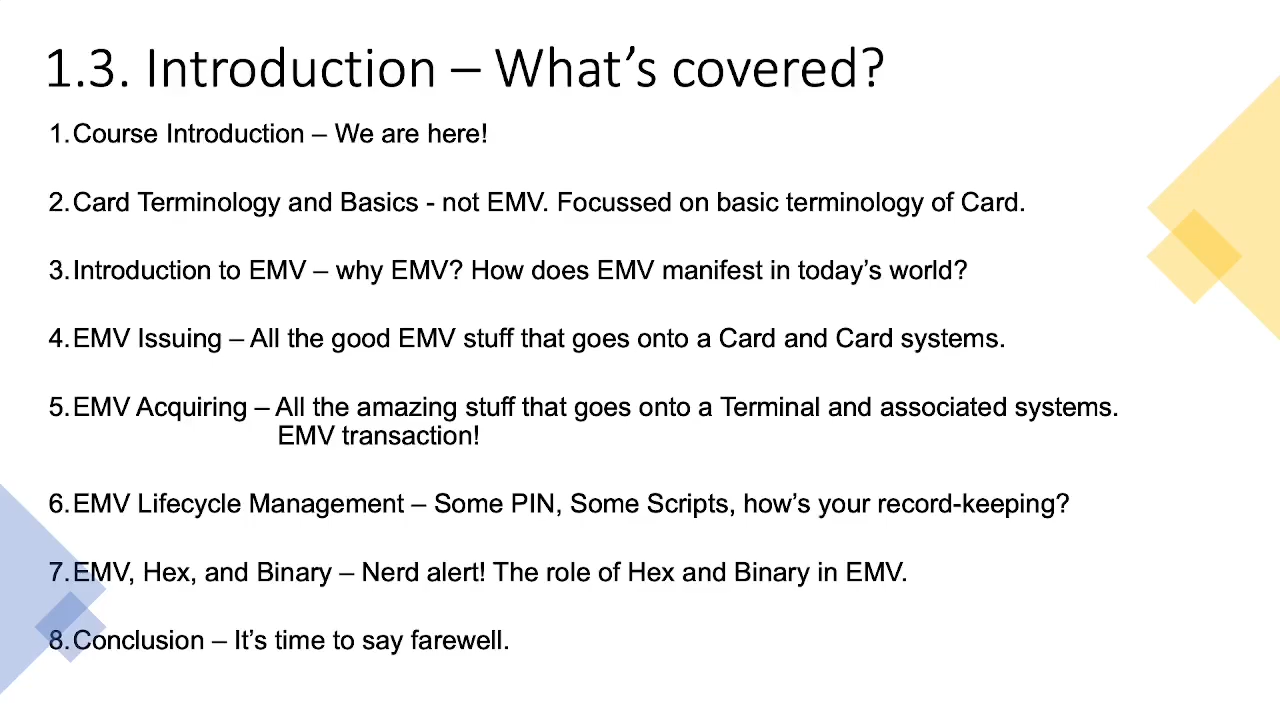 1.3. Introduction – What’s covered?
1. Course Introduction – We are here!
2. Card Terminology and Basics - not EMV. Focussed on basic terminology of Card.
3. Introduction to EMV – why EMV? How does EMV manifest in today’s world?
4. EMV Issuing – All the good EMV stuff that goes onto a Card and Card systems.
5. EMV Acquiring – All the amazing stuff that goes onto a Terminal and associated systems.
EMV transaction!
6. EMV Lifecycle Management – Some PIN, Some Scripts, how’s your record-keeping?
7. EMV, Hex, and Binary – Nerd alert! The role of Hex and Binary in EMV.
8. Conclusion – It’s time to say farewell.